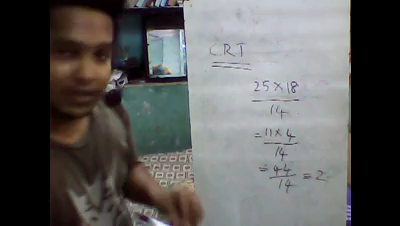 CRT
25 × 18
14
= 11 × 4
14
= 44
14
= 2